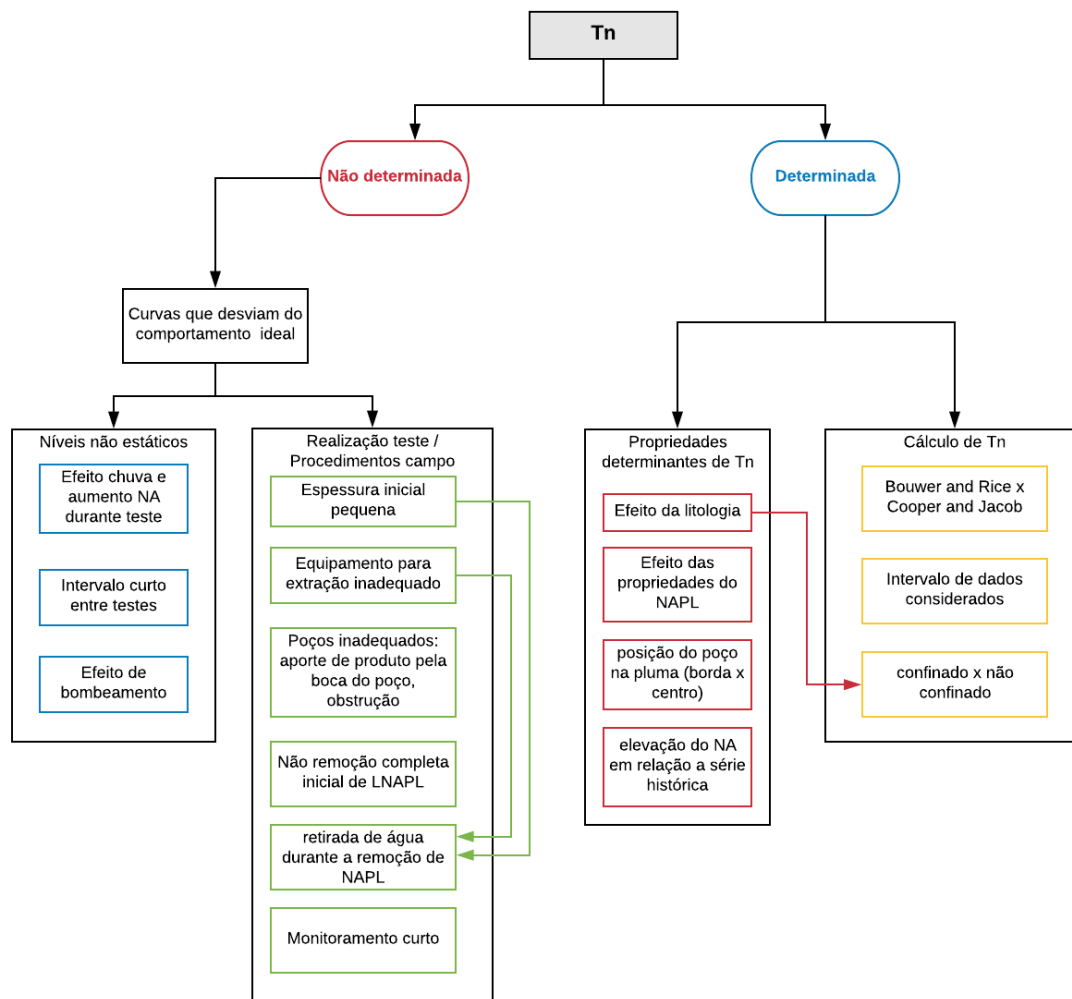 Tn
Não determinada
Determinada
Curvas que desviam do
comportamento ideal
Níveis não estáticos
Efeito chuva e
aumento NA
durante teste
Intervalo curto
entre testes
Efeito de
bombeamento
Realização teste /
Procedimentos campo
Espessura inicial
pequena
Equipamento para
extração inadequado
Poços inadequados:
aporte de produto pela
boca do poço,
obstrução
Não remoção completa
inicial de LNAPL
retirada de água
durante a remoção de
NAPL
Monitoramento curto
Propriedades
determinantes de Tn
Efeito da litologia
Efeito das
propriedades do
NAPL
posição do poço
na pluma (borda x
centro)
elevação do NA
em relação a série
histórica
Cálculo de Tn
Bouwer and Rice x
Cooper and Jacob
Intervalo de dados
considerados
confinado x não
confinado